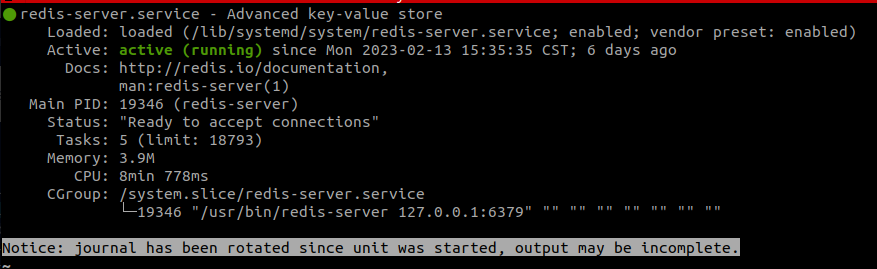 redis-server.service - Advanced key-value store
Loaded: loaded (/lib/systemd/system/redis-server.service; enabled; vendor preset: enabled)
Active: active (running) since Mon 2023-02-13 15:35:35 CST; 6 days ago
Docs: http://redis.io/documentation,
man:redis-server(1)
Main PID: 19346 (redis-server)
Status: "Ready to accept connections"
Tasks: 5 (limit: 18793)
Memory: 3.9M
CPU: 8min 778ms
CGroup: /system.slice/redis-server.service
└─19346 "/usr/bin/redis-server 127.0.0.1:6379" "" "" "" "" "" "" ""
Notice: journal has been rotated since unit was started, output may be incomplete.
~